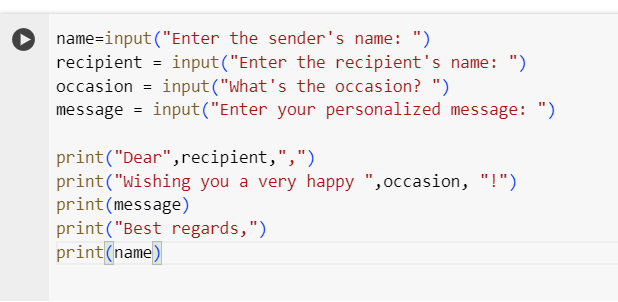 name=input("Enter the sender's name: ")
recipient = input("Enter the recipient's name: ")
occasion = input("What's the occasion? ")
message = input("Enter your personalized message: ")
print("Dear",recipient,",")
print("Wishing you a very happy ",occasion, "!")
print(message)
print("Best regards,")
print(name)